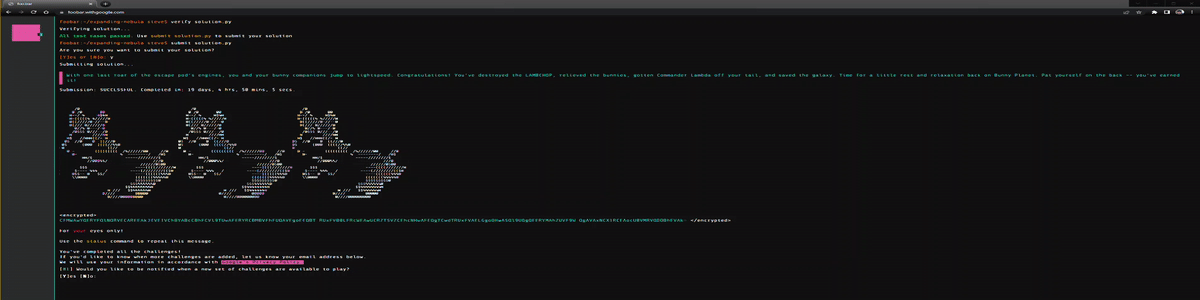 foobar
foobar.withgoogle.com
foobar:~/expanding-nebula steve$ verify solution.py
Verifying solution...
All test cases passed. Use submit solution.py to submit your solution
foobar:~/expanding-nebula steve$ submit solution.py
Are you sure you want to submit your solution?
[Y]es or [N]o: y
Submitting solution...
With one last roar of the escape pod's engines, you and your bunny companions jump to lightspeed. Congratulations! You've destroyed the LAMBCHOP, relieved the bunnies, gotten Commander Lambda off your tail, and saved the galaxy. Time for a little rest and relaxation back on Bunny Planet. Pat yourself on the back -- you've earned
it!
Submission: SUCCESSFUL. Completed in: 19 days, 4 hrs, 50 mins, 5 secs.
<encrypted>
</encrypted>
For your eyes only!
Use the status command to repeat this message.
You've completed all the challenges!
If you'd like to know when more challenges are added, let us know your email address below.
We will use your information in accordance with Google's Privacy Policy.
Would you like to be notified when a new set of challenges are available to play?
[Y]es [N]o: